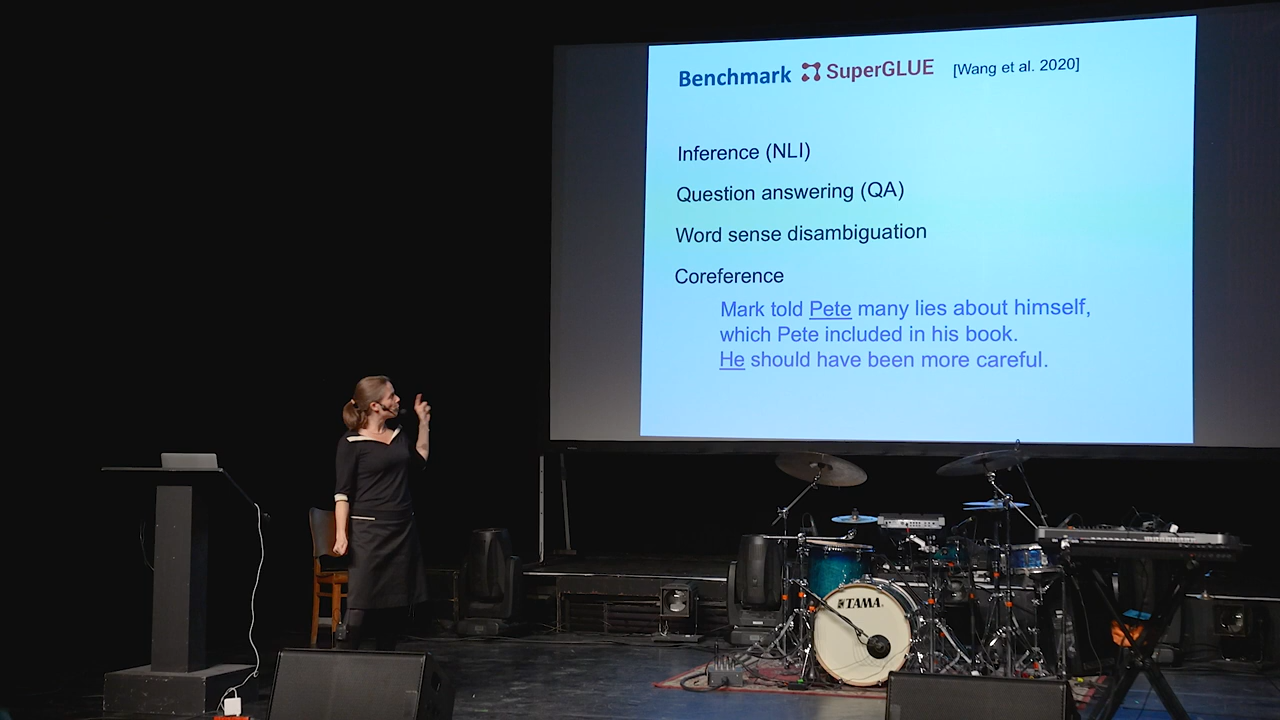 Benchmark SuperGLUE [Wang et al. 2020]
Inference (NLI)
Question answering (QA)
Word sense disambiguation
Coreference
Mark told Pete many lies about himself,
which Pete included in his book.
He should have been more careful.
TAMA